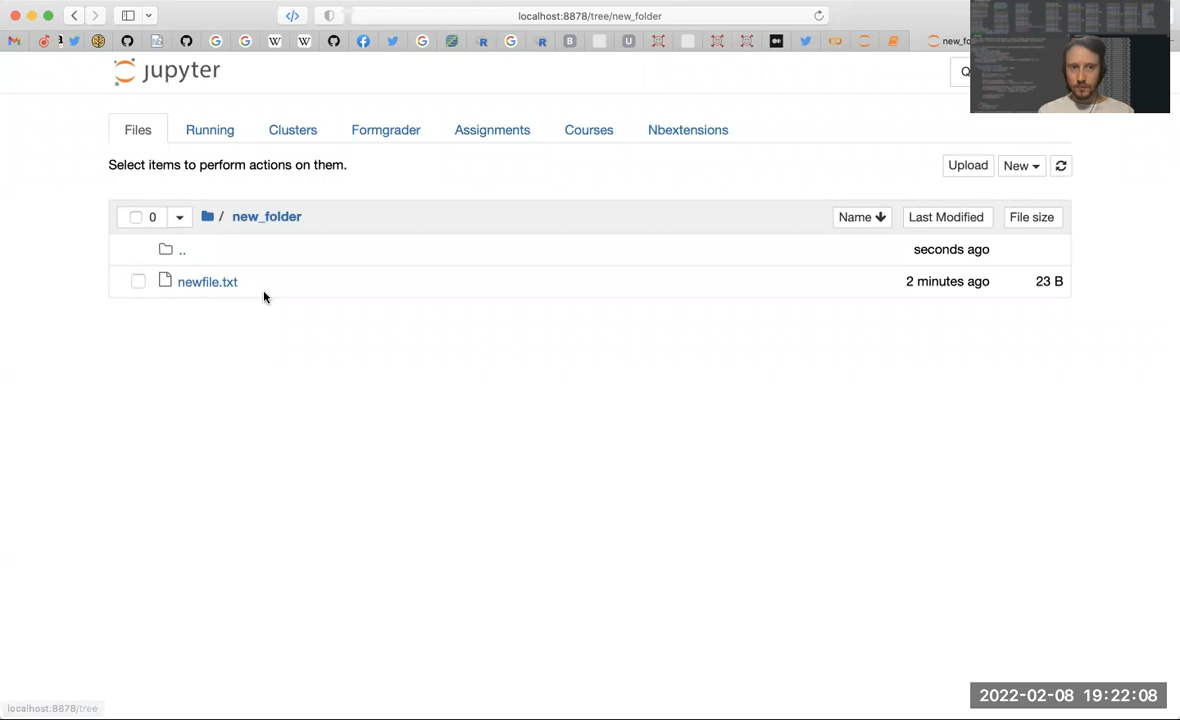 localhost:8878/tree/new_folder
new_fo
jupyter
Q
Files Running Clusters Formgrader Assignments Courses Nbextensions
Select items to perform actions on them.
Upload New
0 / new_folder Name Last Modified File size
.. seconds ago
newfile.txt 2 minutes ago 23 B
localhost:8878/tree
2022-02-08 19:22:08